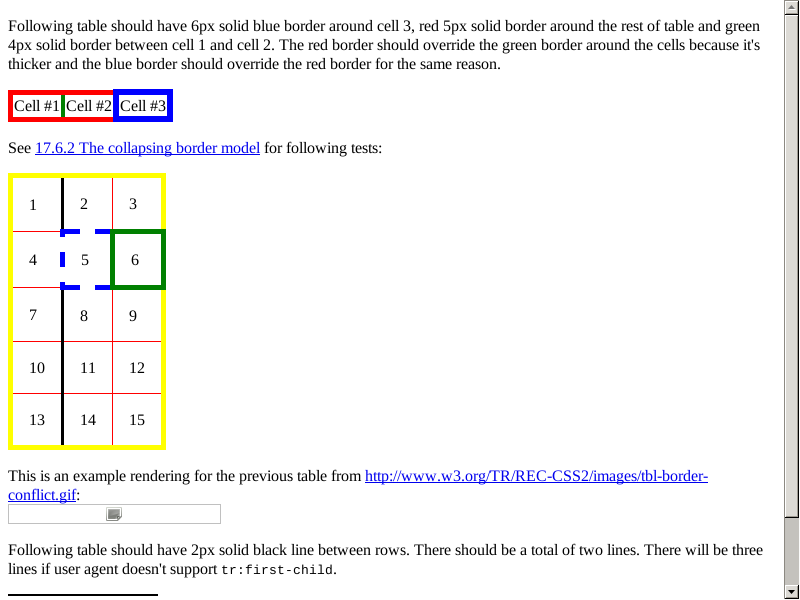 Following table should have 6px solid blue border around cell 3, red 5px solid border around the rest of table and green
4px solid border between cell 1 and cell 2. The red border should override the green border around the cells because it's
thicker and the blue border should override the red border for the same reason.
Cell #1 Cell #2 Cell #3
See 17.6.2 The collapsing border model for following tests:
1 2 3
4 5 6
7 8 9
10 11 12
13 14 15
This is an example rendering for the previous table from http://www.w3.org/TR/REC-CSS2/images/tbl-border-
conflict.gif:
Following table should have 2px solid black line between rows. There should be a total of two lines. There will be three
lines if user agent doesn't support tr:first-child.